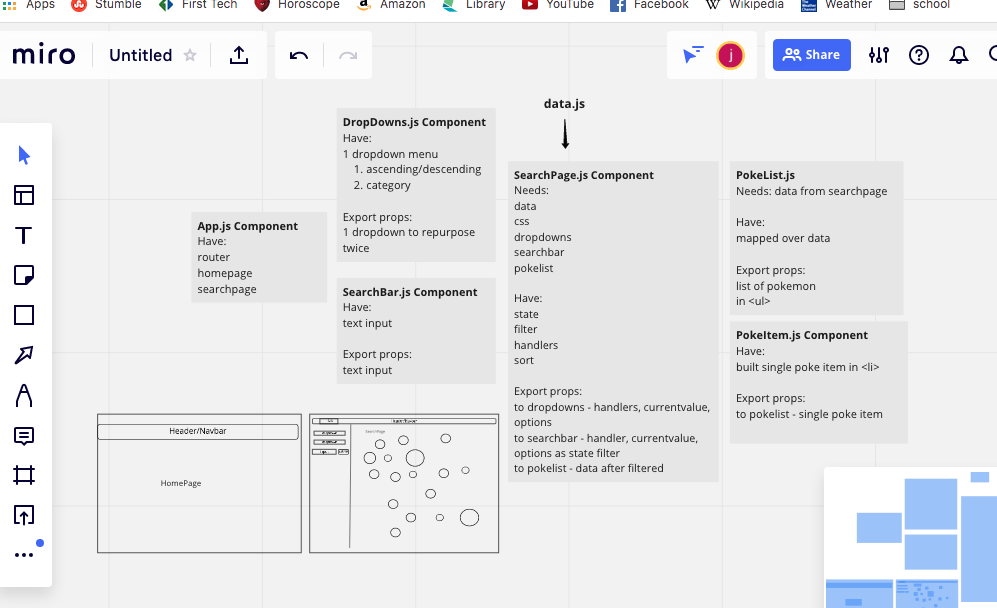 Apps Stumble First Tech Horoscope Amazon Library YouTube Facebook Wikipedia Weather school
miro Untitled
j Share
data.js
DropDowns.js Component
Have:
1 dropdown menu
1. ascending/descending
2. category
Export props:
1 dropdown to repurpose
twice
App.js Component
Have:
router
homepage
searchpage
SearchBar.js Component
Have:
text input
Export props:
text input
SearchPage.js Component
Needs:
data
css
dropdowns
searchbar
pokelist
Have:
state
filter
handlers
sort
Export props:
to dropdowns - handlers, currentvalue,
options
to searchbar - handler, currentvalue,
options as state filter
to pokelist - data after filtered
PokeList.js
Needs: data from searchpage
Have:
mapped over data
Export props:
list of pokemon
in <ul>
PokeItem.js Component
Have:
built single poke item in <li>
Export props:
to pokelist - single poke item
Header/Navbar
HomePage
Header/Navbar
SearchPage